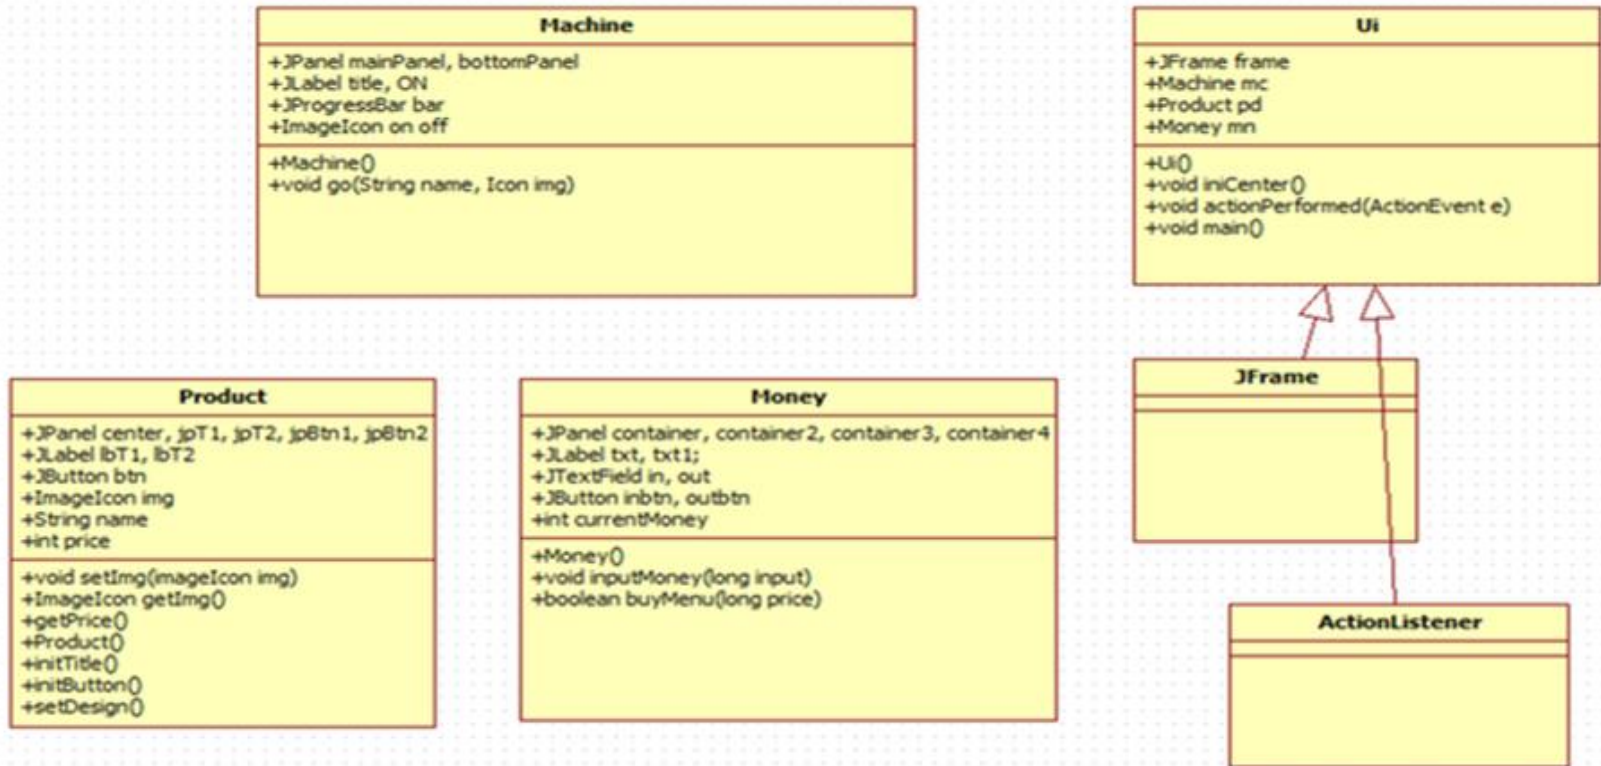 Machine
+JPanel mainPanel, bottomPanel
+JLabel title, ON
+JProgressBar bar
+ImageIcon on off
+Machine()
+void go(String name, Icon img)
Ui
+JFrame frame
+Machine mc
+Product pd
+Money mn
+Ui()
+void iniCenter()
+void actionPerformed(ActionEvent e)
+void main()
Product
+JPanel center, jpT1, jpT2, jpBtn1, jpBtn2
+JLabel lbT1, lbT2
+JButton btn
+ImageIcon img
+String name
+int price
+void setImg(imageIcon img)
+ImageIcon getImg()
+getPrice()
+Product()
+initTitle()
+initButton()
+setDesign()
Money
+JPanel container, container2, container3, container4
+JLabel txt, txt1;
+JTextField in, out
+JButton inbtn, outbtn
+int currentMoney
+Money()
+void inputMoney(long input)
+boolean buyMenu(long price)
JFrame
ActionListener